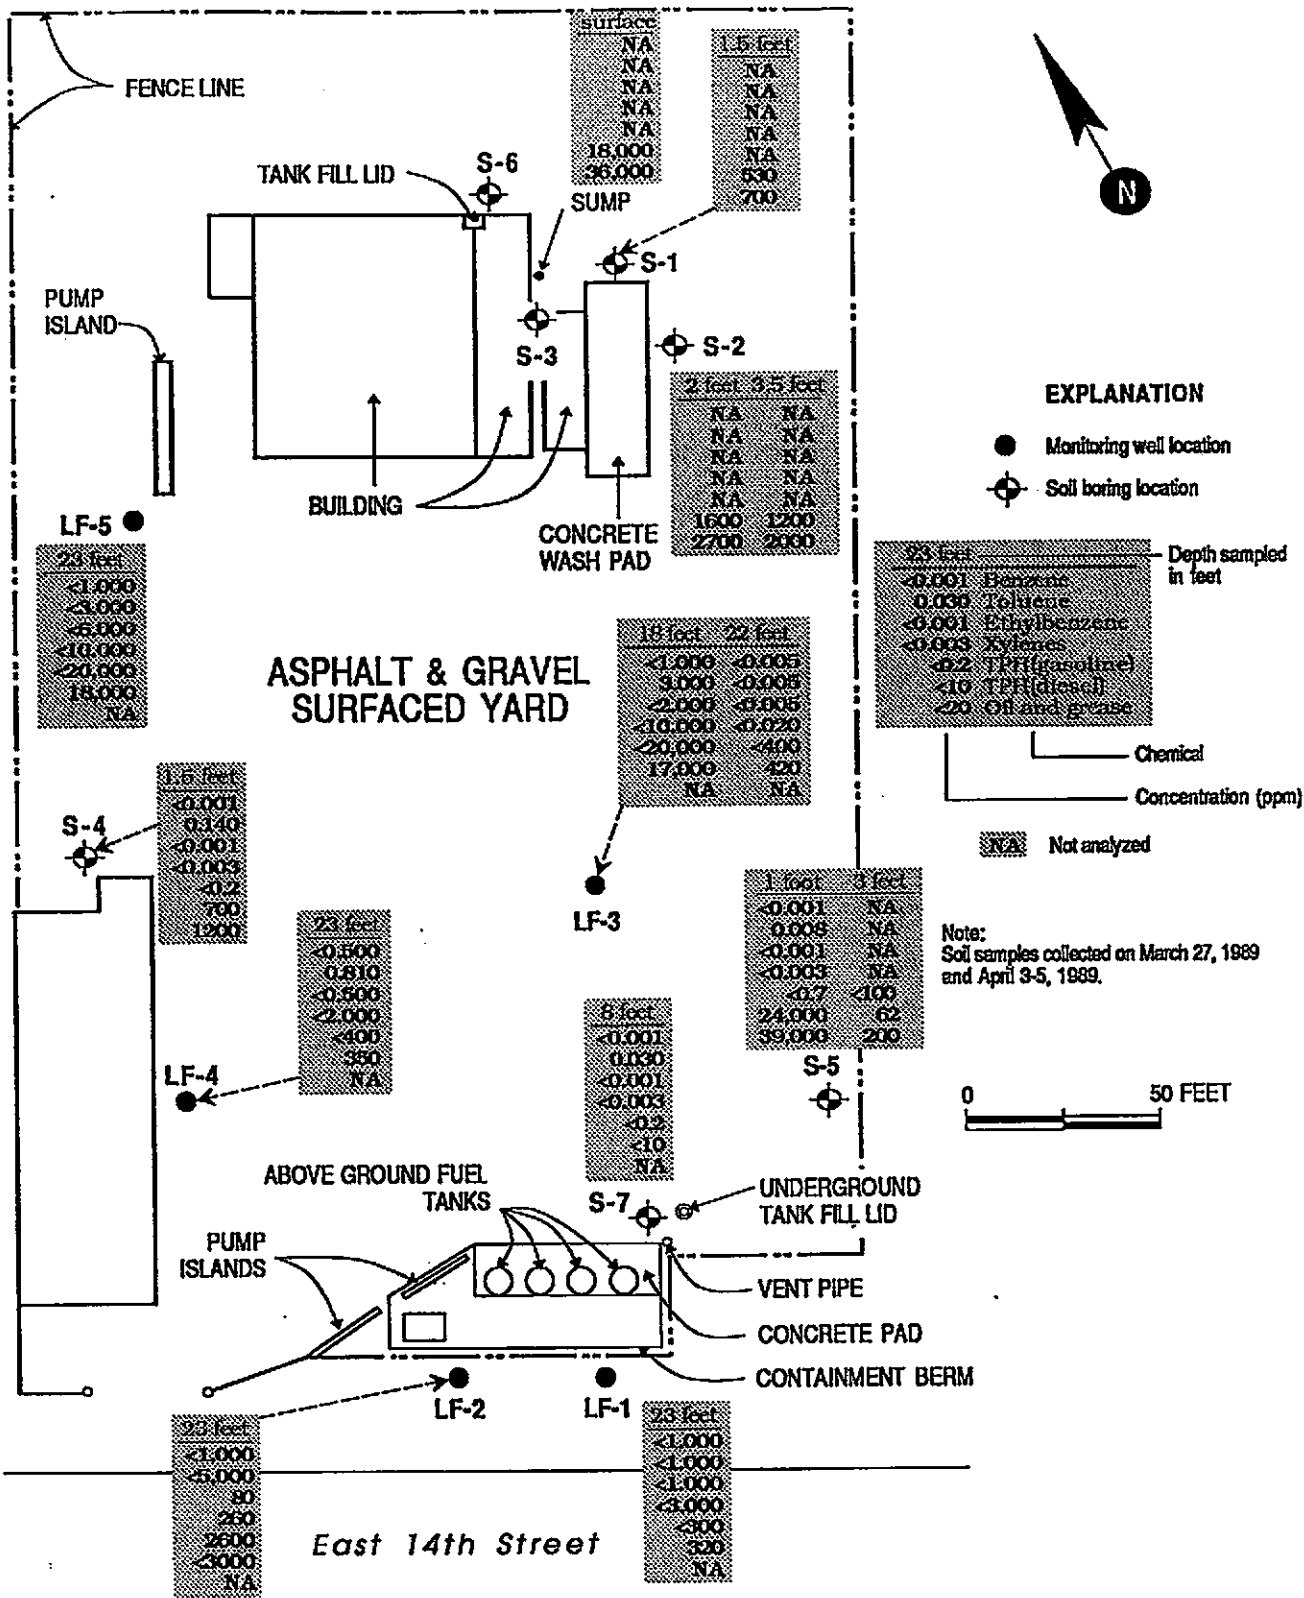 surface
NA
NA
NA
NA
NA
18,000
36,000
1.5 feet
NA
NA
NA
NA
NA
530
700
FENCE LINE
TANK FILL LID
S-6
SUMP
N
S-1
PUMP
ISLAND
S-3
S-2
2 feet 3.5 feet
NA NA
NA NA
NA NA
NA NA
NA NA
1600 1200
2700 2000
BUILDING
CONCRETE
WASH PAD
EXPLANATION
Monitoring well location
Soil boring location
23 feet
<0.001 Benzene
0.030 Toluene
<0.001 Ethylbenzene
<0.003 Xylenes
<0.2 TPH(gasoline)
<10 TPH(diesel)
<20 Oil and grease
Depth sampled
in feet
Chemical
Concentration (ppm)
NA Not analyzed
Note:
Soil samples collected on March 27, 1989
and April 3-5, 1989.
0 50 FEET
LF-5
23 feet
<1.000
<3.000
<5.000
<10.000
<20,000
18,000
NA
ASPHALT & GRAVEL
SURFACED YARD
18 feet 22 feet
<1.000 <0.005
3.000 <0.005
<2.000 <0.005
<10.000 <0.020
<20,000 <400
17,000 420
NA NA
LF-3
S-4
1.5 feet
<0.001
0.140
<0.001
<0.003
<0.2
700
1200
23 feet
<0.500
0.810
<0.500
<2.000
<400
350
NA
LF-4
1 foot 3 feet
<0.001 NA
0.008 NA
<0.001 NA
<0.003 NA
<0.7 <100
24,000 62
39,000 200
S-5
8 feet
<0.001
0.030
<0.001
<0.003
<0.2
<10
NA
S-7
ABOVE GROUND FUEL
TANKS
UNDERGROUND
TANK FILL LID
PUMP
ISLANDS
VENT PIPE
CONCRETE PAD
CONTAINMENT BERM
LF-2
LF-1
23 feet
<1.000
<5.000
80
260
2600
<3000
NA
23 feet
<1.000
<1.000
<1.000
<3.000
<300
320
NA
East 14th Street